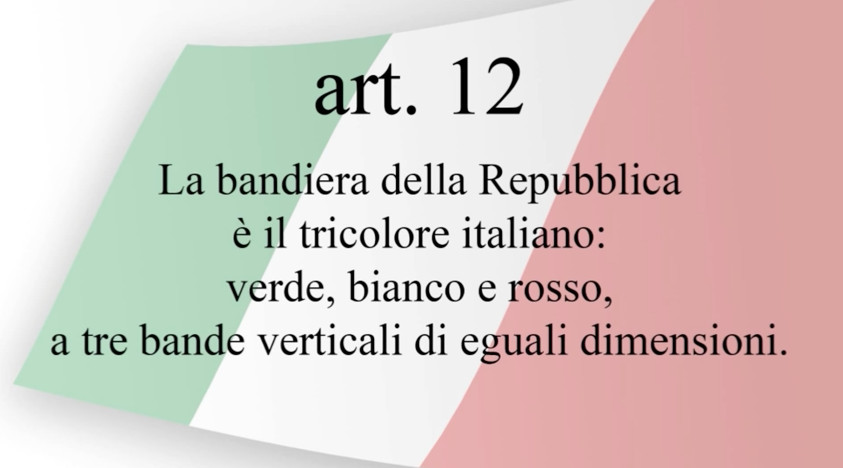 art. 12
La bandiera della Repubblica
è il tricolore italiano:
verde, bianco e rosso,
a tre bande verticali di eguali dimensioni.